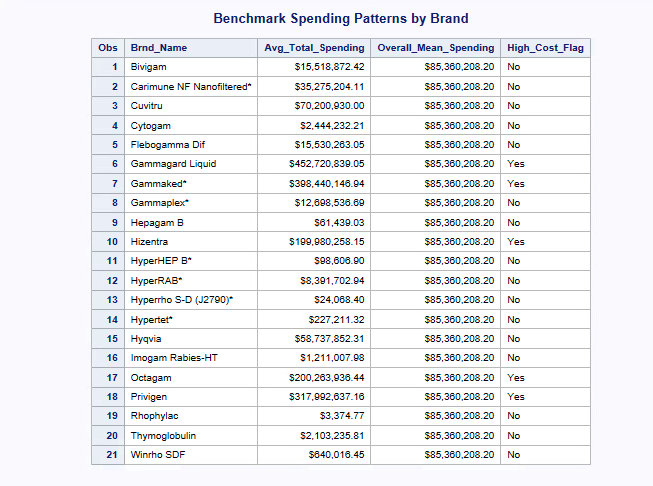 Benchmark Spending Patterns by Brand
Obs Brnd_Name Avg_Total_Spending Overall_Mean_Spending High_Cost_Flag
1 Bivigam $15,518,872.42 $85,360,208.20 No
2 Carimune NF Nanofiltered* $35,275,204.11 $85,360,208.20 No
3 Cuvitru $70,200,930.00 $85,360,208.20 No
4 Cytogam $2,444,232.21 $85,360,208.20 No
5 Flebogamma Dif $15,530,263.05 $85,360,208.20 No
6 Gammagard Liquid $452,720,839.05 $85,360,208.20 Yes
7 Gammaked* $398,440,146.94 $85,360,208.20 Yes
8 Gammaplex* $12,698,536.69 $85,360,208.20 No
9 Hepagam B $61,439.03 $85,360,208.20 No
10 Hizentra $199,980,258.15 $85,360,208.20 Yes
11 HyperHEP B* $98,606.90 $85,360,208.20 No
12 HyperRAB* $8,391,702.94 $85,360,208.20 No
13 Hyperrho S-D (J2790)* $24,068.40 $85,360,208.20 No
14 Hypertet* $227,211.32 $85,360,208.20 No
15 Hyqvia $58,737,852.31 $85,360,208.20 No
16 Imogam Rabies-HT $1,211,007.98 $85,360,208.20 No
17 Octagam $200,263,936.44 $85,360,208.20 Yes
18 Privigen $317,992,637.16 $85,360,208.20 Yes
19 Rhophylac $3,374.77 $85,360,208.20 No
20 Thymoglobulin $2,103,235.81 $85,360,208.20 No
21 Winrho SDF $640,016.45 $85,360,208.20 No